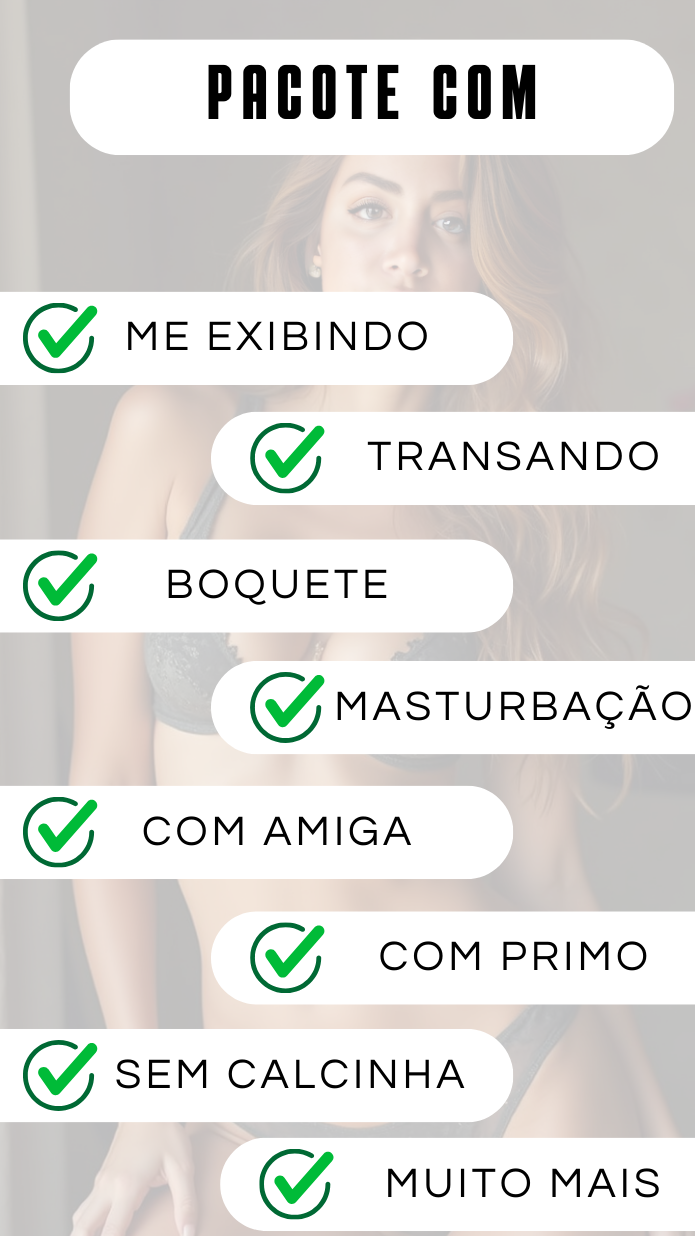 PACOTE COM
ME EXIBINDO
TRANSANDO
BOQUETE
MASTURBAÇÃO
COM AMIGA
COM PRIMO
SEM CALCINHA
MUITO MAIS